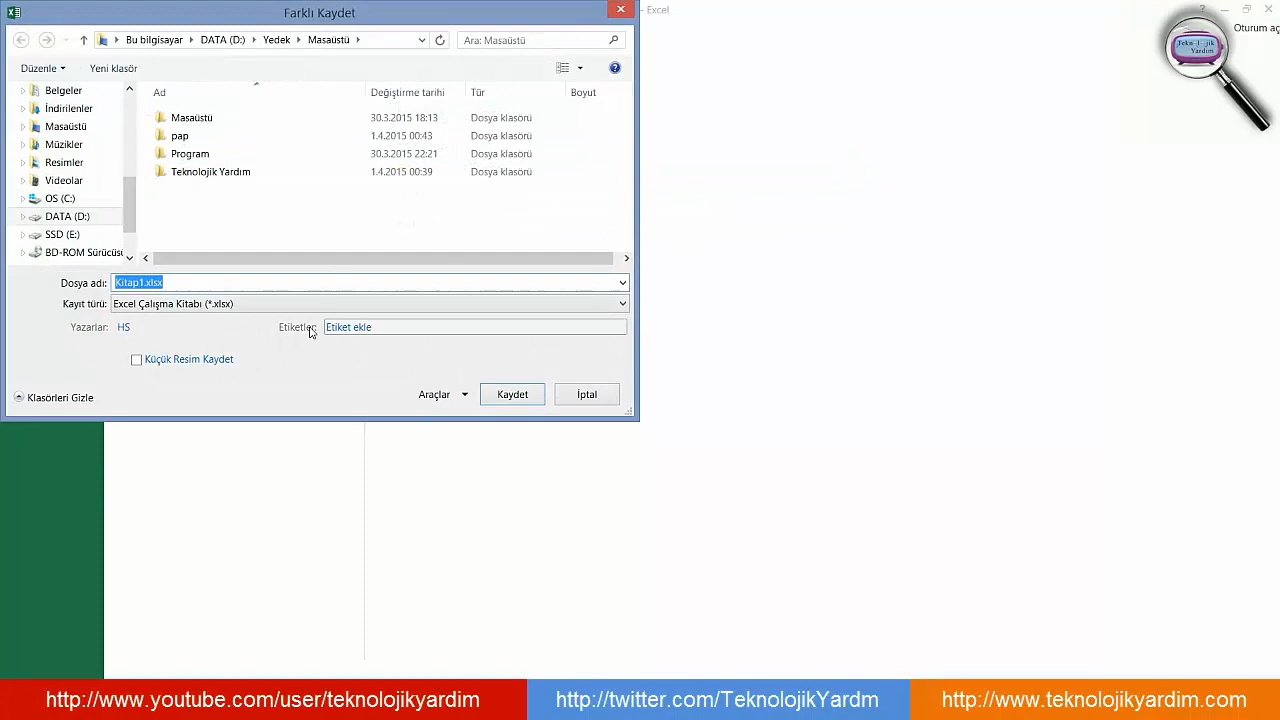 Farklı Kaydet
- Excel
Oturum aç
Bu bilgisayar
DATA (D:)
Yedek
Masaüstü
Ara: Masaüstü
Düzenle
Yeni klasör
Ad
Değiştirme tarihi
Tür
Boyut
Belgeler
İndirilenler
Masaüstü
Müzikler
Resimler
Videolar
OS (C:)
DATA (D:)
SSD (E:)
BD-ROM Sürücüsü
Masaüstü 30.3.2015 18:13 Dosya klasörü
pap 1.4.2015 00:43 Dosya klasörü
Program 30.3.2015 22:21 Dosya klasörü
Teknolojik Yardım 1.4.2015 00:39 Dosya klasörü
Dosya adı: Kitap1.xlsx
Kayıt türü: Excel Çalışma Kitabı (*.xlsx)
Yazarlar: HS
Etiketler: Etiket ekle
Küçük Resim Kaydet
Klasörleri Gizle
Araçlar
Kaydet
İptal
http://www.youtube.com/user/teknolojikyardim
http://twitter.com/TeknolojikYardm
http://www.teknolojikyardim.com